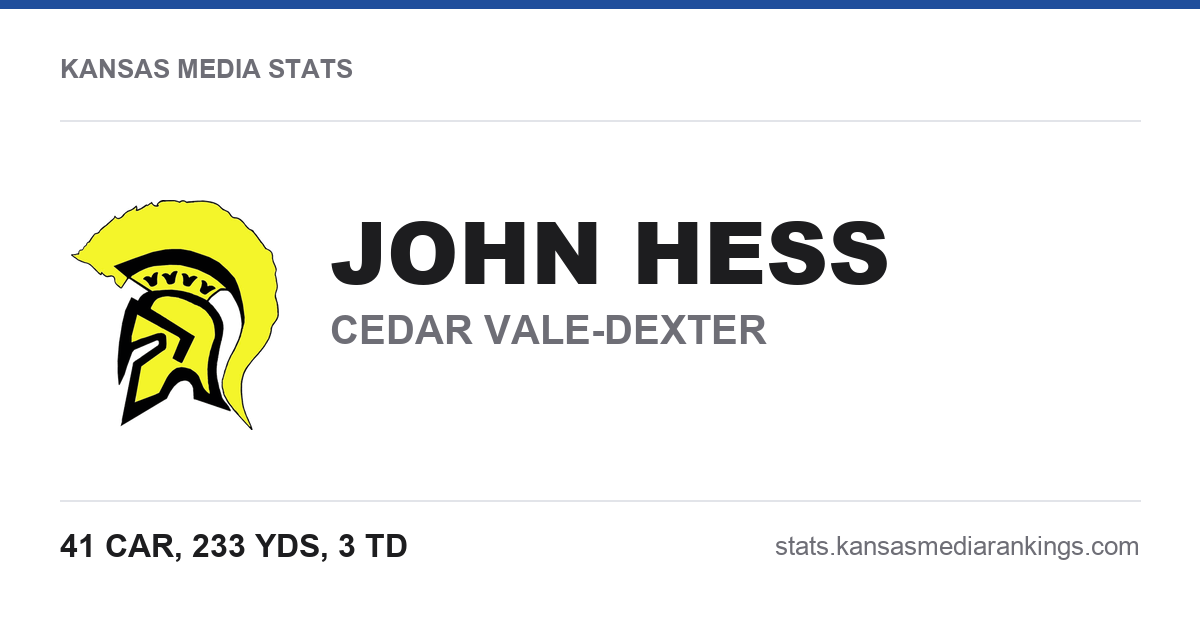 KANSAS MEDIA STATS
JOHN HESS
CEDAR VALE-DEXTER
41 CAR, 233 YDS, 3 TD
stats.kansasmediarankings.com